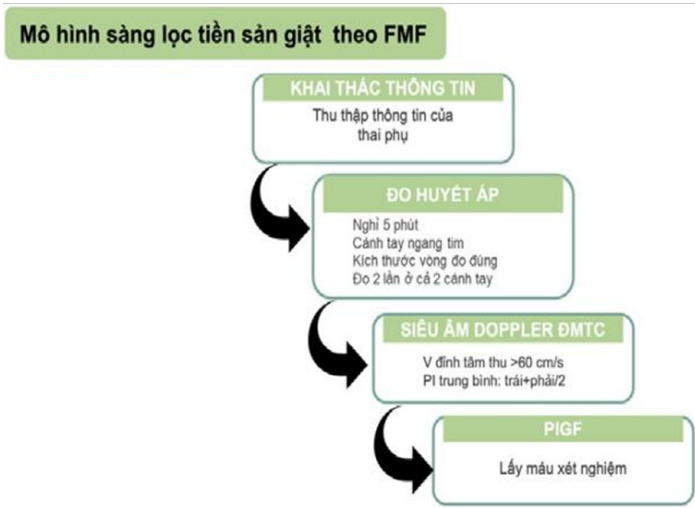 Mô hình sàng lọc tiền sản giật theo FMF
KHAI THÁC THÔNG TIN
Thu thập thông tin của
thai phụ
ĐO HUYẾT ÁP
Nghỉ 5 phút
Cánh tay ngang tim
Kích thước vòng đo đúng
Đo 2 lần ở cả 2 cánh tay
SIÊU ÂM DOPPLER ĐMTC
V đỉnh tâm thu >60 cm/s
PI trung bình: trái+phải/2
PIGF
Lấy máu xét nghiệm